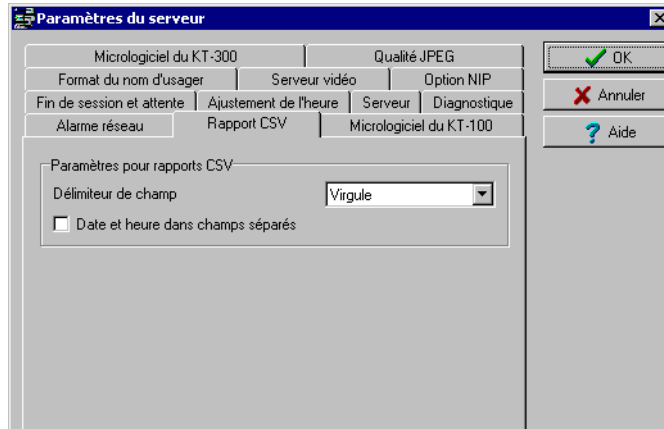 Paramètres du serveur
Micrologiciel du KT-300 Qualité JPEG
Format du nom d'usager Serveur vidéo Option NIP
Fin de session et attente Ajustement de l'heure Serveur Diagnostique
Alarme réseau Rapport CSV Micrologiciel du KT-100
OK
Annuler
Aide
Paramètres pour rapports CSV
Délimiteur de champ Virgule
Date et heure dans champs séparés